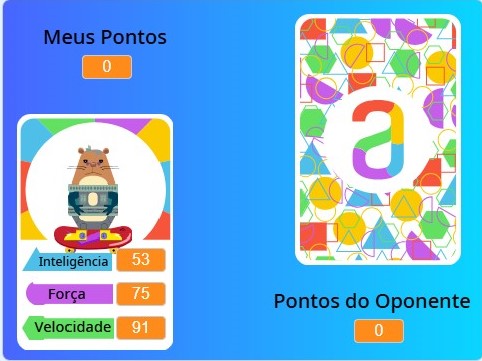 Meus Pontos
0
Inteligência 53
Força 75
Velocidade 91
a
Pontos do Oponente
0